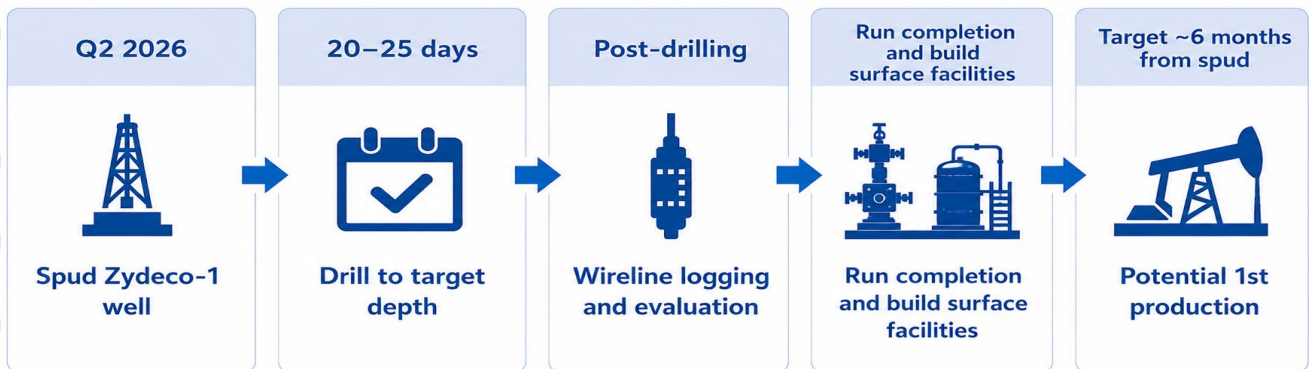 Q2 2026
Spud Zydeco-1
well
20–25 days
Drill to target
depth
Post-drilling
Wireline logging
and evaluation
Run completion
and build
surface facilities
Run completion
and build surface
facilities
Target ~6 months
from spud
Potential 1st
production